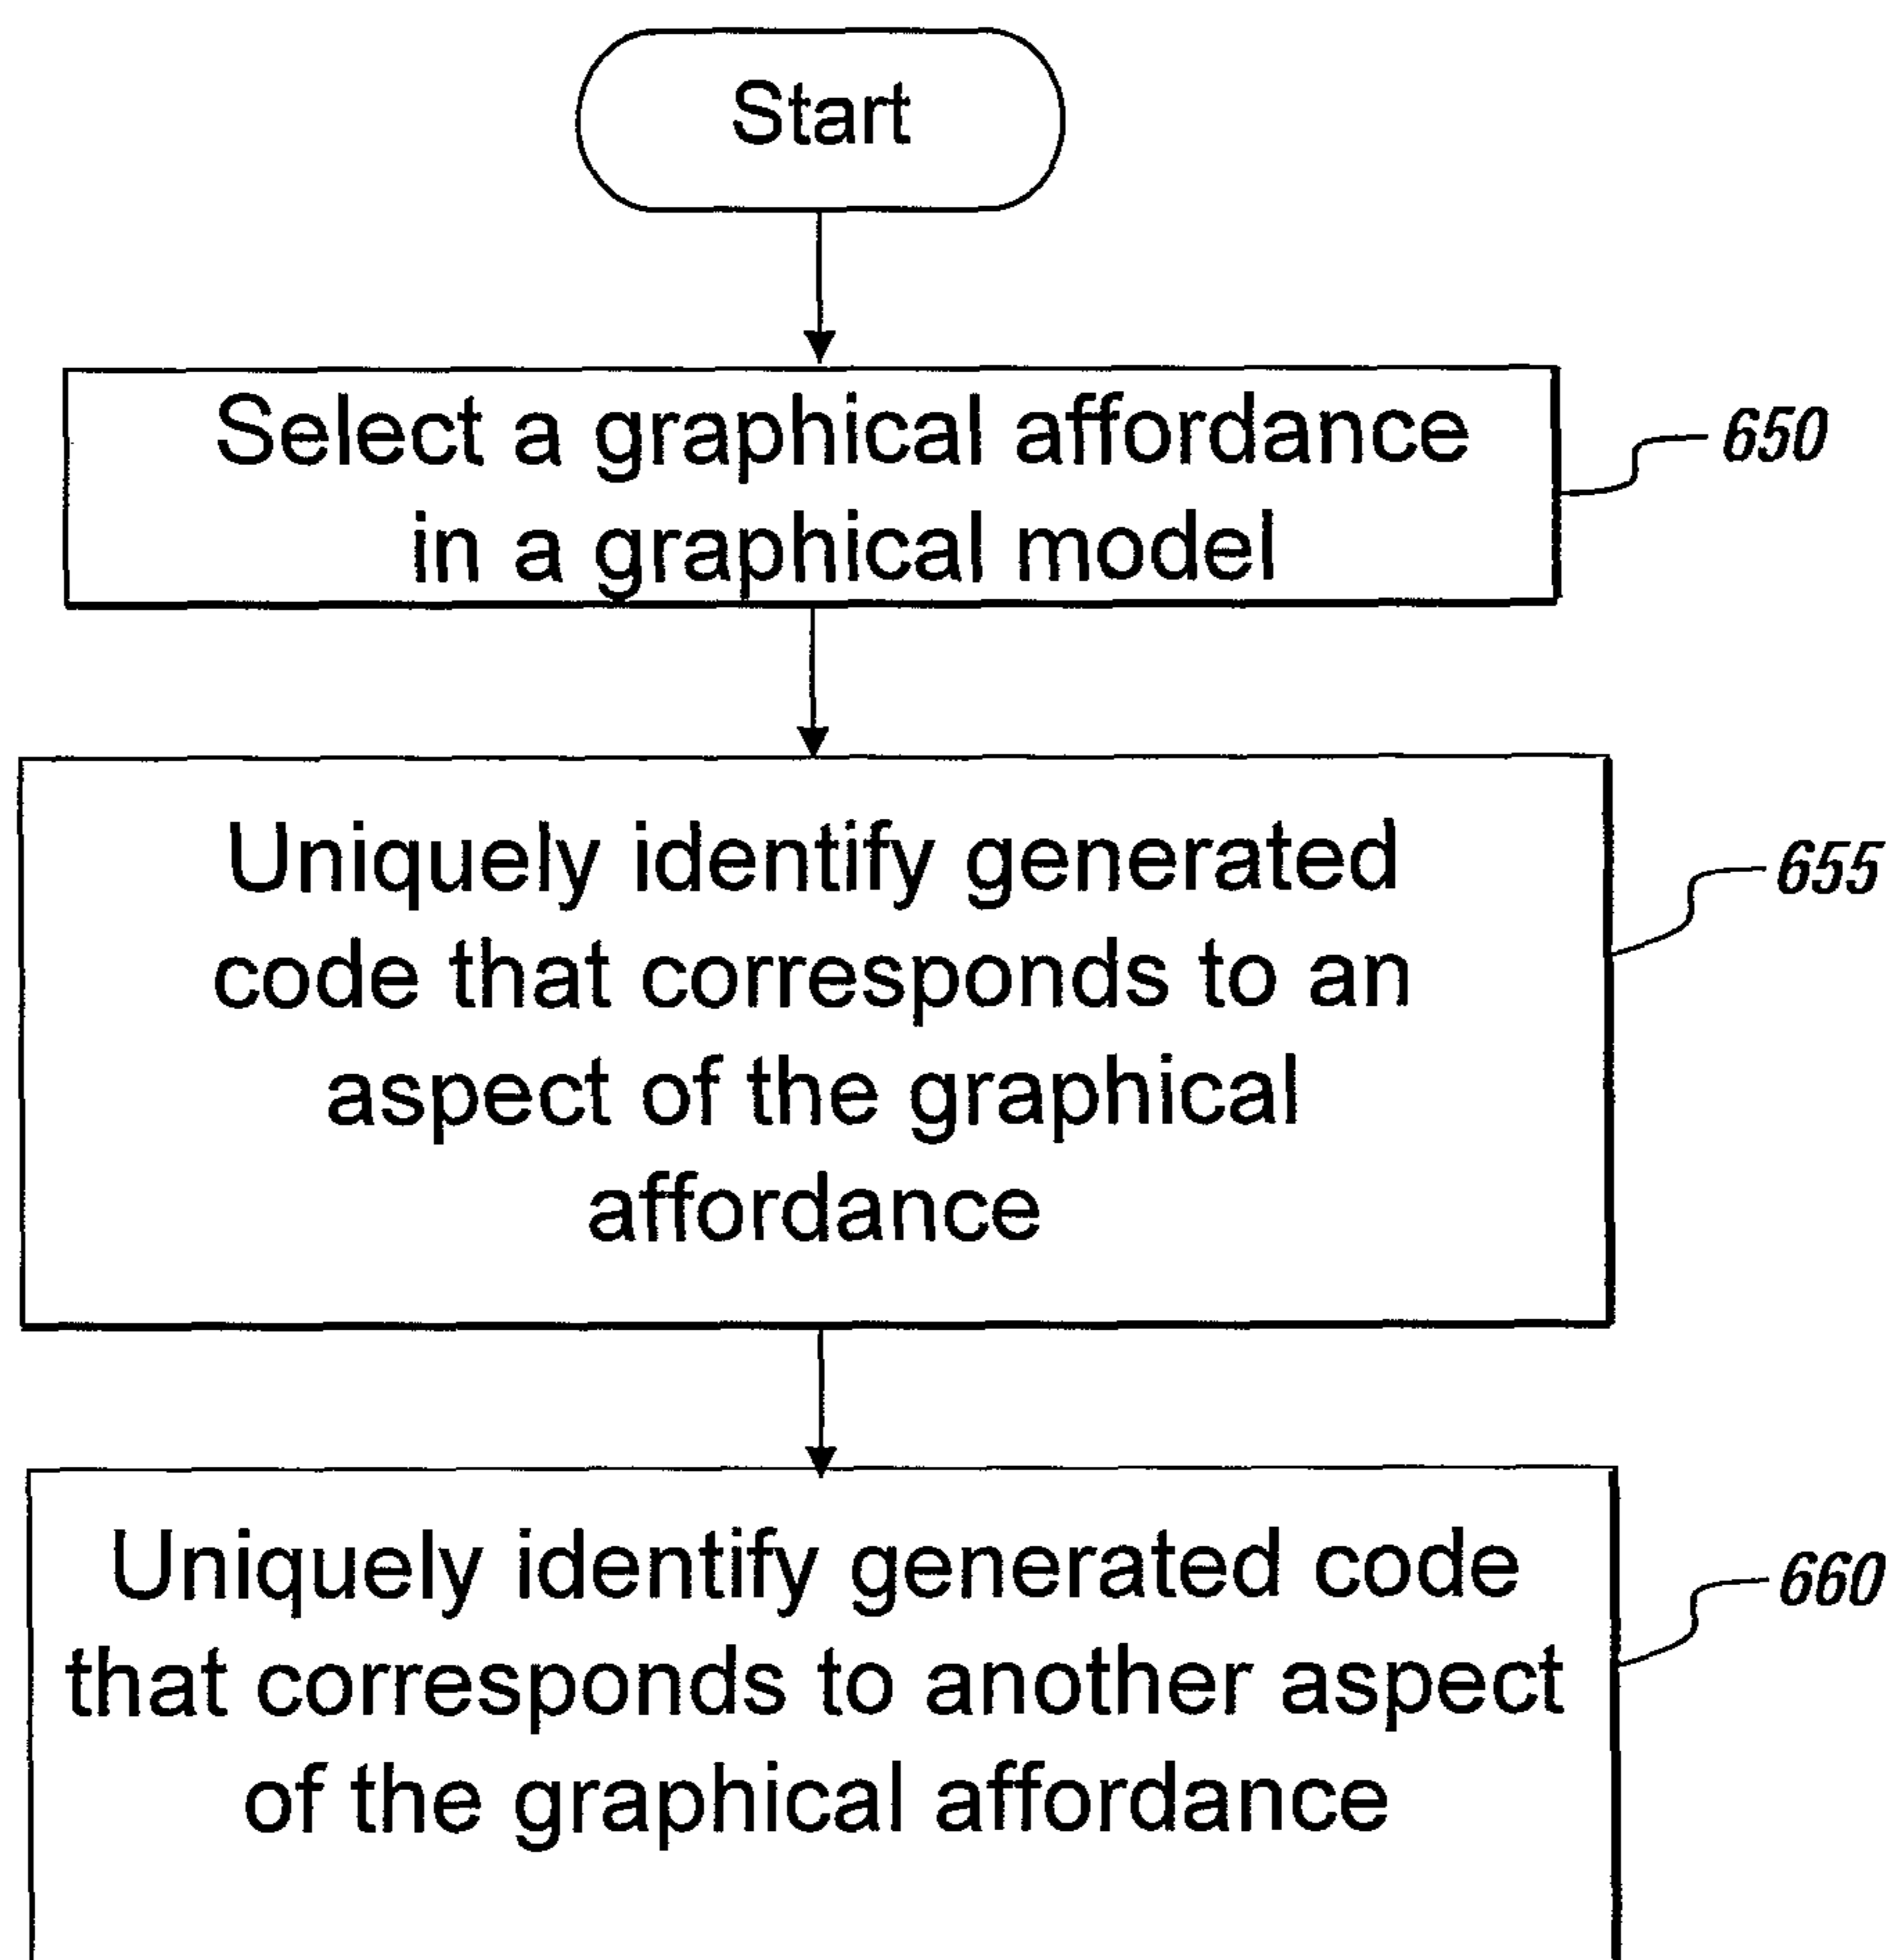 Start
Select a graphical affordance
in a graphical model
650
Uniquely identify generated
code that corresponds to an
aspect of the graphical
affordance
655
Uniquely identify generated code
that corresponds to another aspect
of the graphical affordance
660